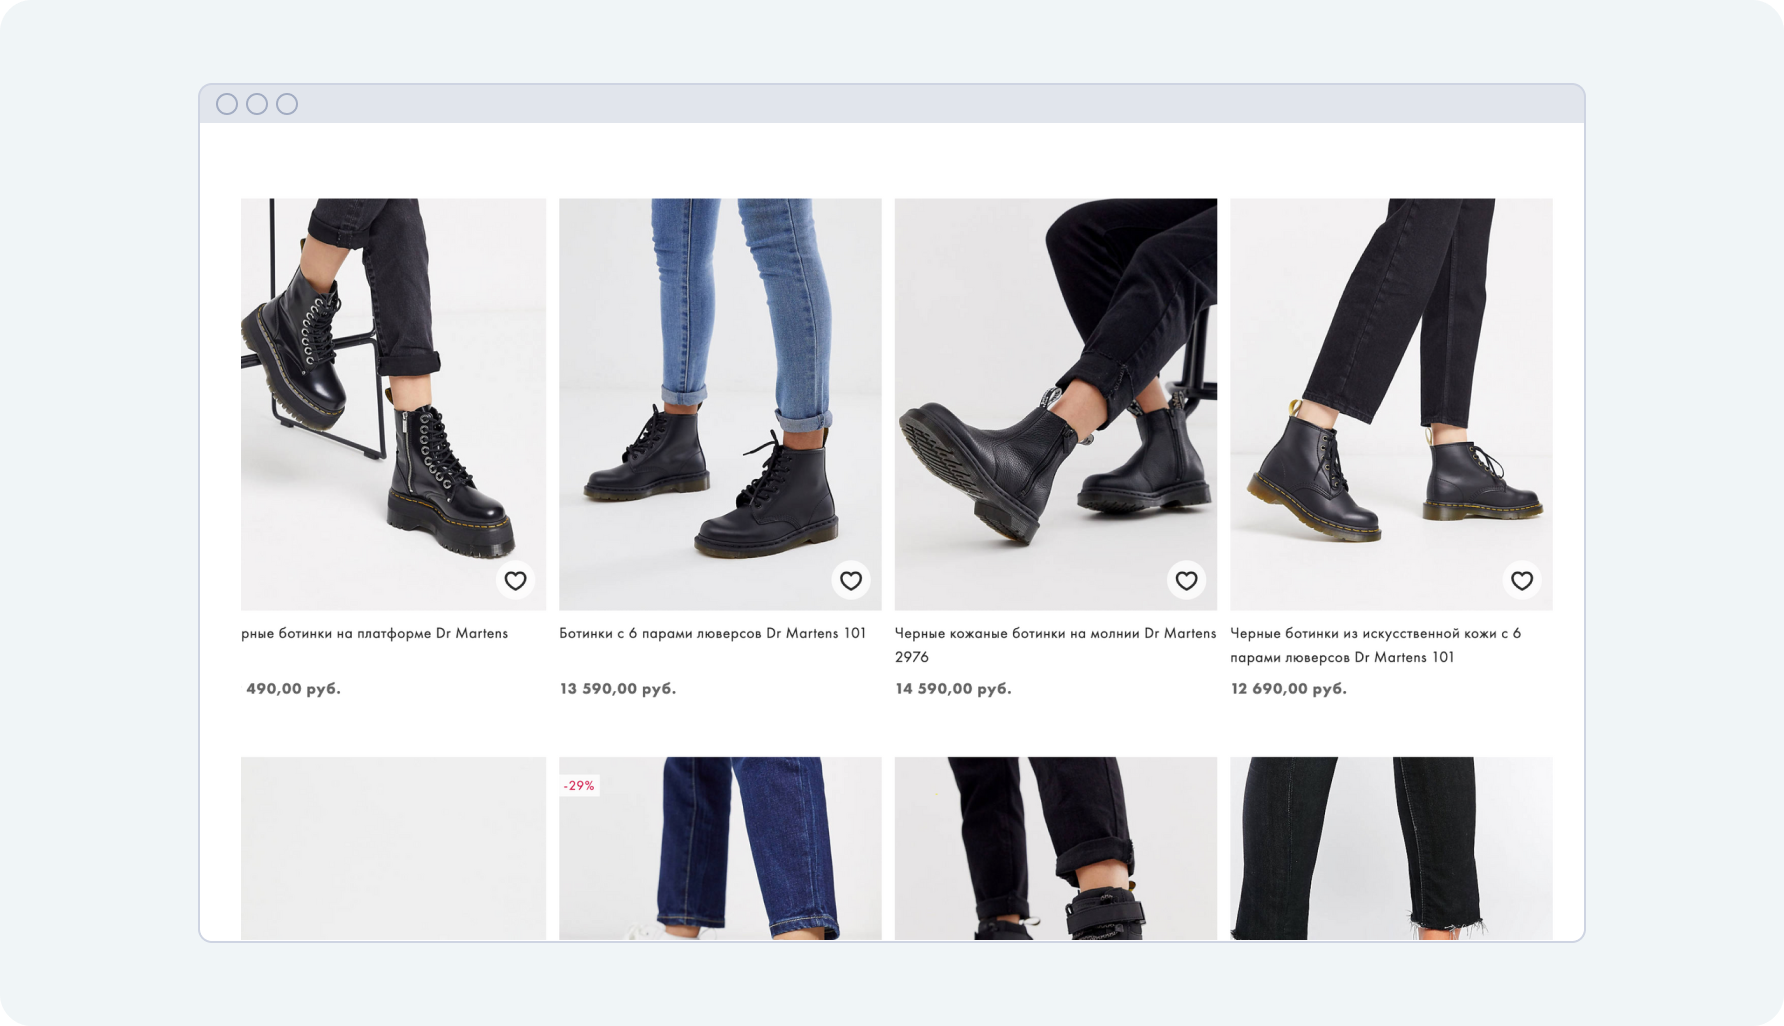 рные ботинки на платформе Dr Martens
490,00 руб.
Ботинки с 6 парами люверсов Dr Martens 101
13 590,00 руб.
Черные кожаные ботинки на молнии Dr Martens
2976
14 590,00 руб.
Черные ботинки из искусственной кожи с 6
парами люверсов Dr Martens 101
12 690,00 руб.
-29%